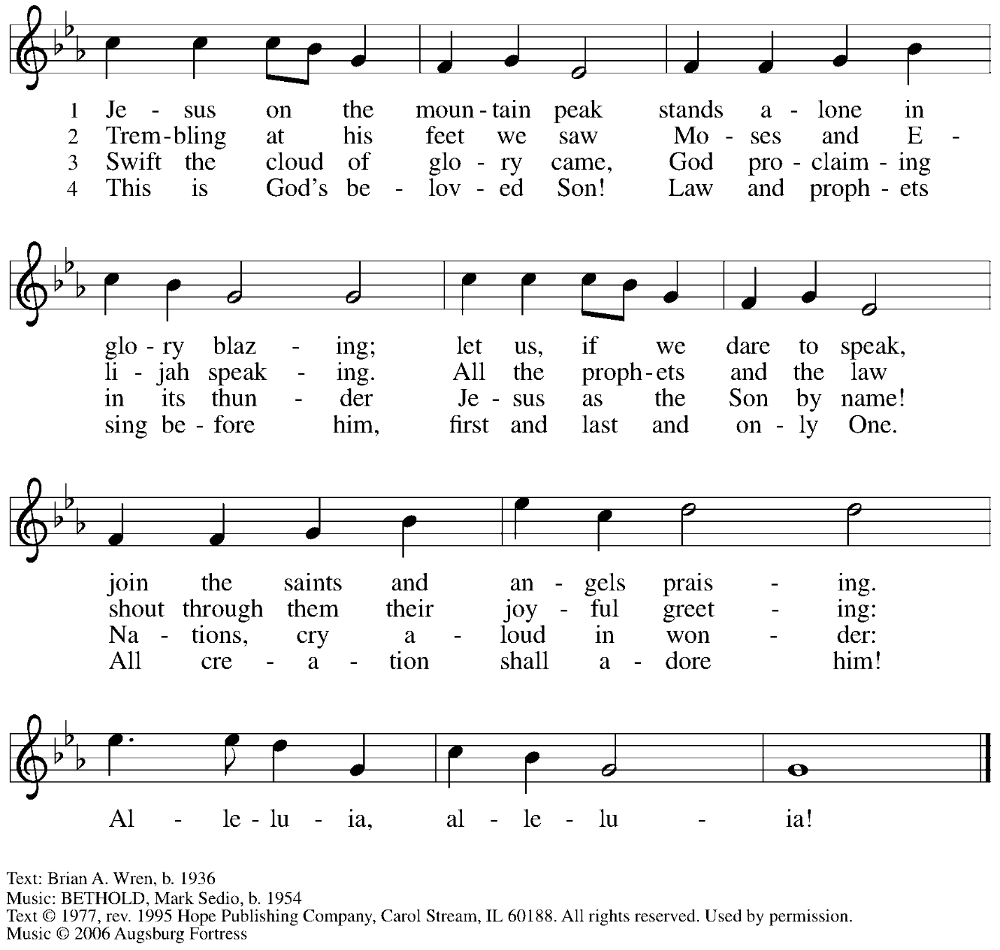 1 Je - sus on the moun - tain peak stands a - lone in
2 Trem - bling at his feet we saw Mo - ses and E -
3 Swift the cloud of glo - ry came, God pro - claim - ing
4 This is God's be - lov - ed Son! Law and proph - ets
glo - ry blaz - ing; let us, if we dare to speak,
li - jah speak - ing. All the proph - ets and the law
in its thun - der Je - sus as the Son by name!
sing be - fore him, first and last and on - ly One.
join the saints and an - gels prais - ing.
shout through them their joy - ful greet - ing:
Na - tions, cry a - loud in won - der:
All cre - a - tion shall a - dore him!
Al - le - lu - ia, al - le - lu - ia!
Text: Brian A. Wren, b. 1936
Music: BETHOLD, Mark Sedio, b. 1954
Text © 1977, rev. 1995 Hope Publishing Company, Carol Stream, IL 60188. All rights reserved. Used by permission.
Music © 2006 Augsburg Fortress